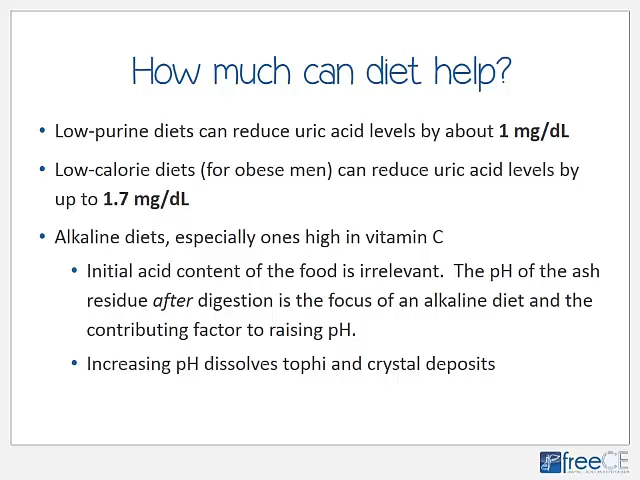 How much can diet help?
• Low-purine diets can reduce uric acid levels by about 1 mg/dL
• Low-calorie diets (for obese men) can reduce uric acid levels by
up to 1.7 mg/dL
• Alkaline diets, especially ones high in vitamin C
• Initial acid content of the food is irrelevant.  The pH of the ash
residue after digestion is the focus of an alkaline diet and the
contributing factor to raising pH.
• Increasing pH dissolves tophi and crystal deposits
freeCE